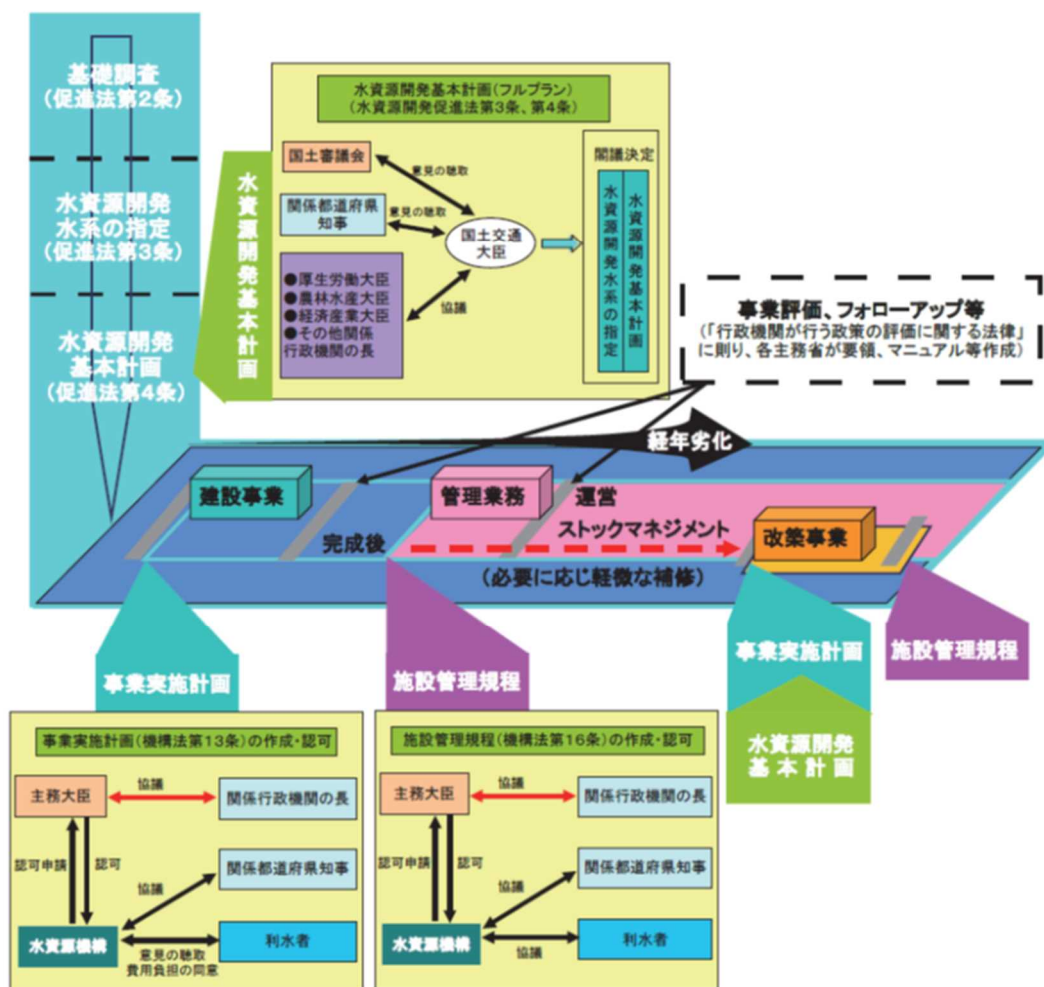 基礎調査
(促進法第2条)
水資源開発
水系の指定
(促進法第3条)
水資源開発
基本計画
(促進法第4条)
水資源開発基本計画
水資源開発基本計画(フルプラン)
(水資源開発促進法第3条、第4条)
国土審議会
意見の聴取
関係都道府県
知事
意見の聴取
国土交通
大臣
●厚生労働大臣
●農林水産大臣
●経済産業大臣
●その他関係
行政機関の長
協議
閣議決定
水資源開発基本計画
水資源開発水系の指定
事業評価、フォローアップ等
(「行政機関が行う政策の評価に関する法律」
に則り、各主務省が要領、マニュアル等作成)
経年劣化
建設事業
完成後
管理業務
運営
ストックマネジメント
(必要に応じ軽微な補修)
改築事業
事業実施計画
施設管理規程
事業実施計画
施設管理規程
水資源開発
基本計画
事業実施計画(機構法第13条)の作成・認可
主務大臣
協議
関係行政機関の長
認可申請
認可
関係都道府県知事
協議
水資源機構
利水者
意見の聴取
費用負担の同意
施設管理規程(機構法第16条)の作成・認可
主務大臣
協議
関係行政機関の長
認可申請
認可
関係都道府県知事
協議
水資源機構
利水者
協議